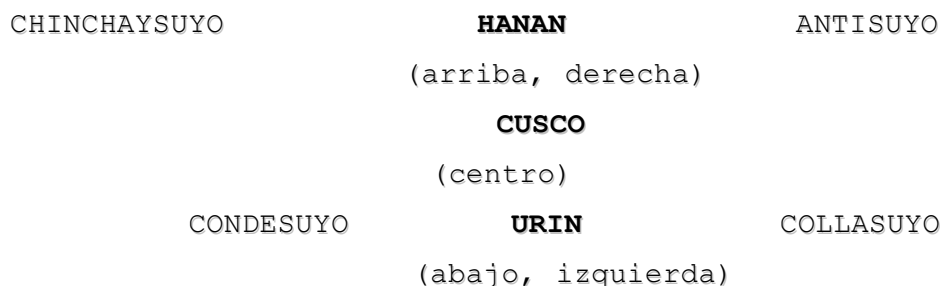 CHINCHAYSUYO HANAN ANTISUYO
(arriba, derecha)
CUSCO
(centro)
CONDESUYO URIN COLLASUYO
(abajo, izquierda)